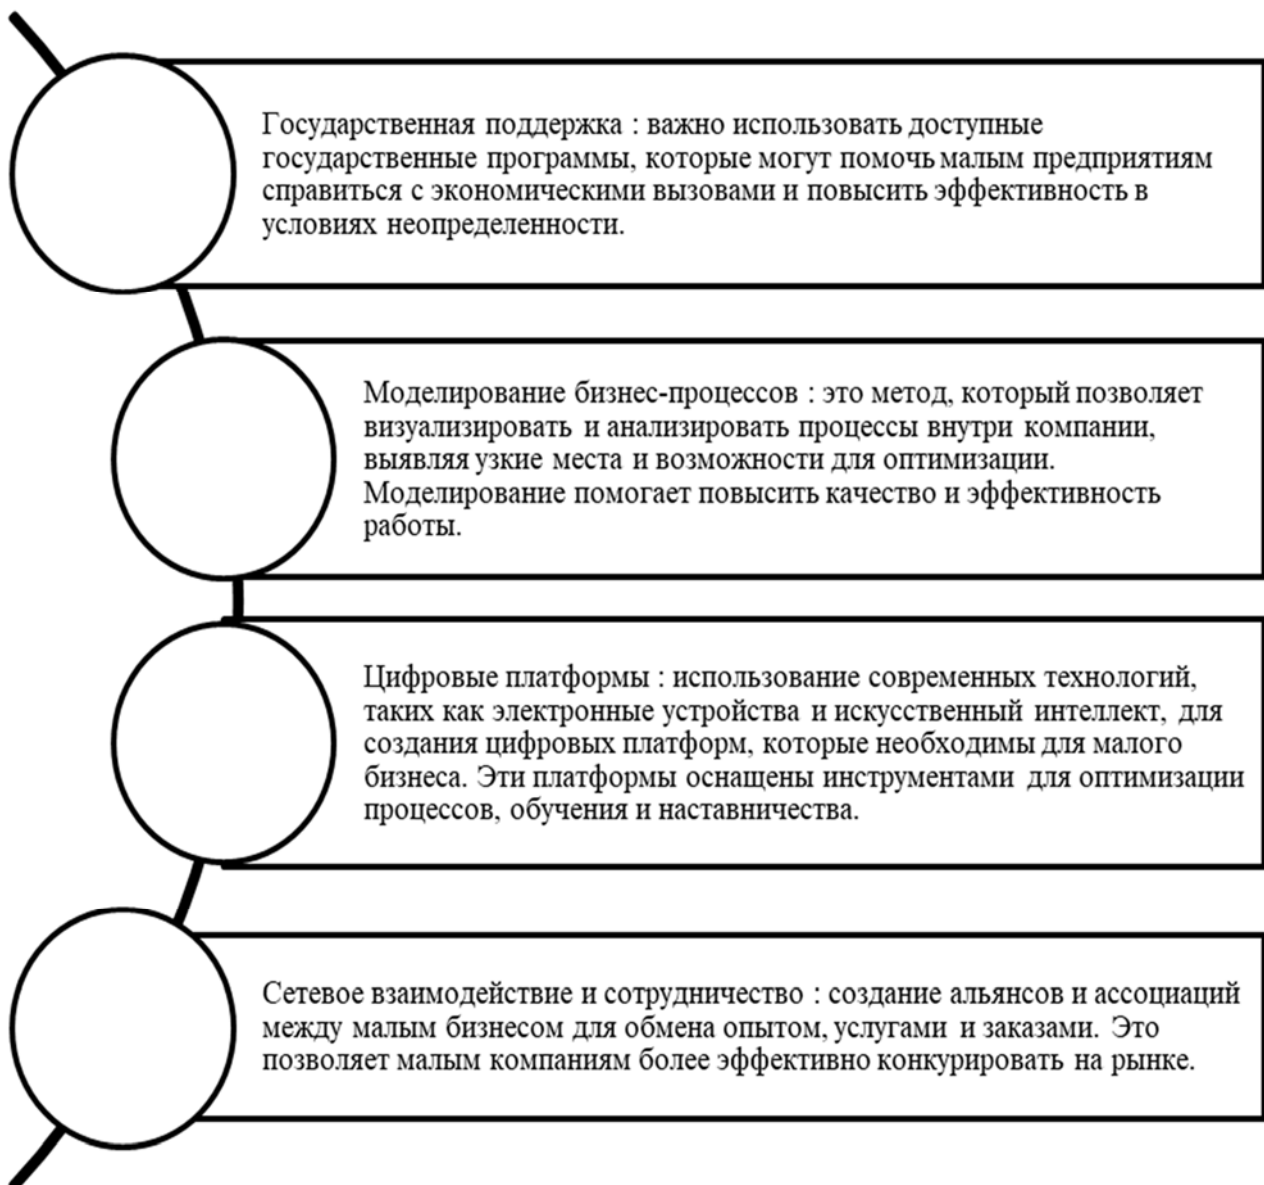 Государственная поддержка : важно использовать доступные
государственные программы, которые могут помочь малым предприятиям
справиться с экономическими вызовами и повысить эффективность в
условиях неопределенности.
Моделирование бизнес-процессов : это метод, который позволяет
визуализировать и анализировать процессы внутри компании,
выявляя узкие места и возможности для оптимизации.
Моделирование помогает повысить качество и эффективность
работы.
Цифровые платформы : использование современных технологий,
таких как электронные устройства и искусственный интеллект, для
создания цифровых платформ, которые необходимы для малого
бизнеса. Эти платформы оснащены инструментами для оптимизации
процессов, обучения и наставничества.
Сетевое взаимодействие и сотрудничество : создание альянсов и ассоциаций
между малым бизнесом для обмена опытом, услугами и заказами. Это
позволяет малым компаниям более эффективно конкурировать на рынке.